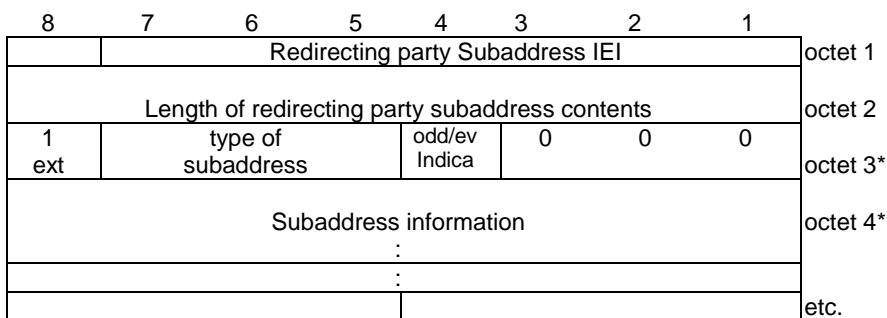 8 7 6 5 4 3 2 1
Redirecting party Subaddress IEI octet 1
Length of redirecting party subaddress contents octet 2
1 type of odd/ev 0 0 0
ext subaddress Indica octet 3*
Subaddress information octet 4*
:
:
etc.